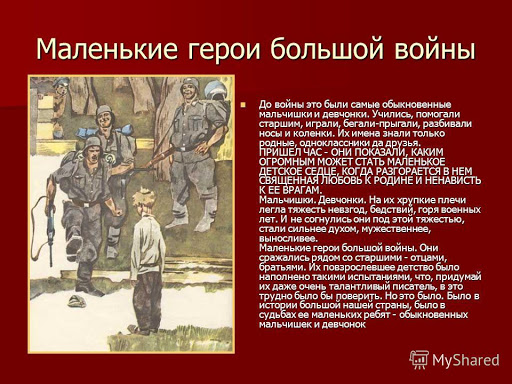 Маленькие герои большой войны
До войны это были самые обыкновенные
мальчишки и девчонки. Учились, помогали
старшим, играли, бегали-прыгали, разбивали
носы и коленки. Их имена знали только
родные, одноклассники да друзья.
ПРИШЕЛ ЧАС - ОНИ ПОКАЗАЛИ, КАКИМ
ОГРОМНЫМ МОЖЕТ СТАТЬ МАЛЕНЬКОЕ
ДЕТСКОЕ СЕДЦЕ, КОГДА РАЗГОРАЕТСЯ В НЕМ
СВЯЩЕННАЯ ЛЮБОВЬ К РОДИНЕ И НЕНАВИСТЬ
К ЕЕ ВРАГАМ.
Мальчишки. Девчонки. На их хрупкие плечи
легла тяжесть невзгод, бедствий, горя военных
лет. И не согнулись они под этой тяжестью,
стали сильнее духом, мужественнее,
выносливее.
Маленькие герои большой войны. Они
сражались рядом со старшими - отцами,
братьями. Их повзрослевшее детство было
наполнено такими испытаниями, что, придумай
их даже очень талантливый писатель, в это
трудно было бы поверить. Но это было. Было в
истории большой нашей страны, было в
судьбах ее маленьких ребят - обыкновенных
мальчишек и девчонок
MyShared